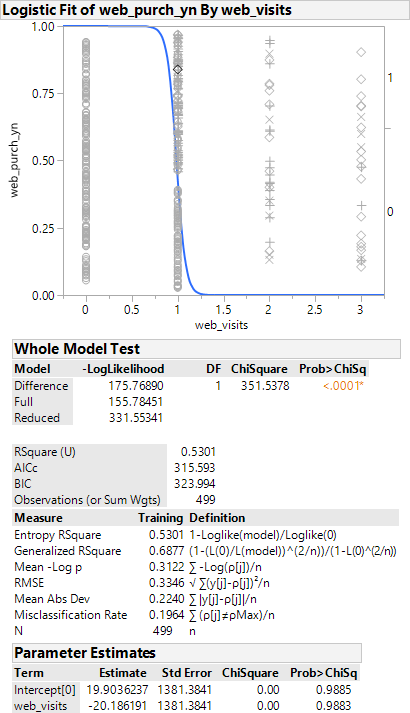 Logistic Fit of web_purch_yn By web_visits
1.00
0.75
0.50
0.25
0.00
web_purch_yn
1
0
0 0.5 1 1.5 2 2.5 3
web_visits
Whole Model Test
Model -LogLikelihood DF ChiSquare Prob>ChiSq
Difference 175.76890 1 351.5378 <.0001*
Full 155.78451
Reduced 331.55341
RSquare (U) 0.5301
AICc 315.593
BIC 323.994
Observations (or Sum Wgts) 499
Measure Training Definition
Entropy RSquare 0.5301 1-Loglike(model)/Loglike(0)
Generalized RSquare 0.6877 (1-(L(0)/L(model))^(2/n))/(1-L(0)^(2/n))
Mean -Log p 0.3122 ∑ -Log(ρ[j])/n
RMSE 0.3346 √ ∑(y[j]-ρ[j])²/n
Mean Abs Dev 0.2240 ∑ |y[j]-ρ[j]|/n
Misclassification Rate 0.1964 ∑ (ρ[j]≠ρMax)/n
N 499 n
Parameter Estimates
Term Estimate Std Error ChiSquare Prob>ChiSq
Intercept[0] 19.9036237 1381.3841 0.00 0.9885
web_visits -20.186191 1381.3841 0.00 0.9883